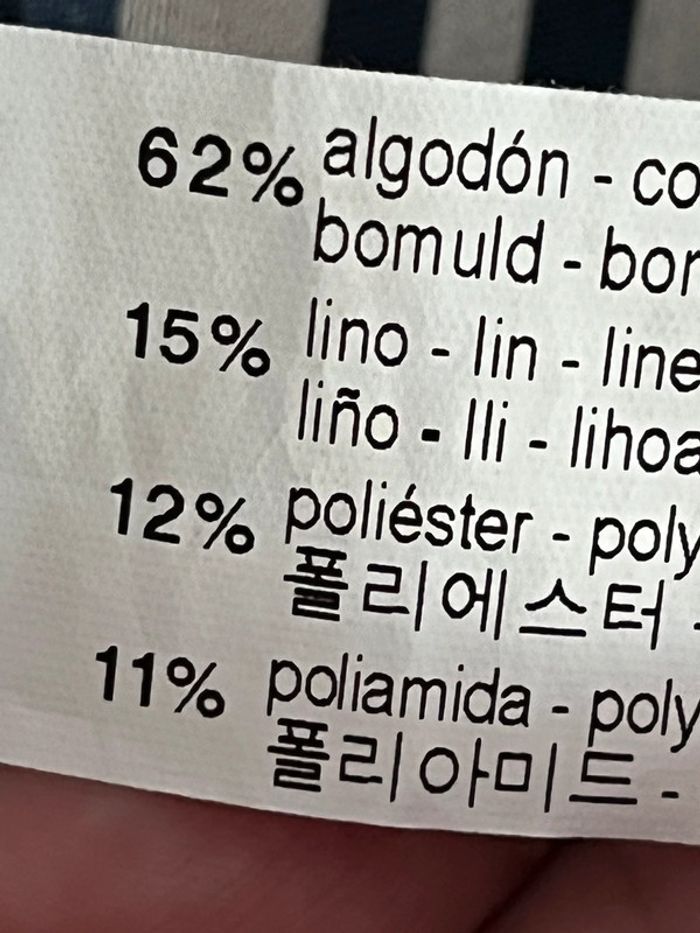 62% algodón - co
bomuld - bom
15% lino - lin - line
liño - lli - lihoa
12% poliéster - poly
폴리에스터 -
11% poliamida - poly
폴리아미드 -